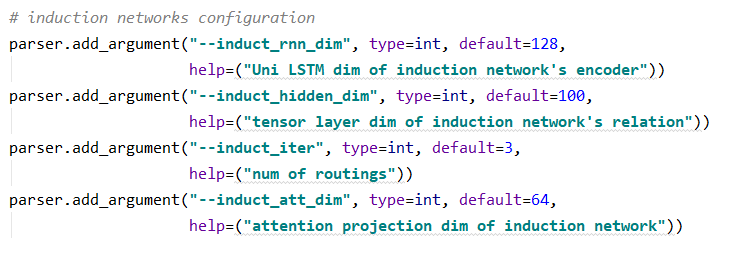 # induction networks configuration
parser.add_argument("--induct_rnn_dim", type=int, default=128,
help=("Uni LSTM dim of induction network's encoder"))
parser.add_argument("--induct_hidden_dim", type=int, default=100,
help=("tensor layer dim of induction network's relation"))
parser.add_argument("--induct_iter", type=int, default=3,
help=("num of routings"))
parser.add_argument("--induct_att_dim", type=int, default=64,
help=("attention projection dim of induction network"))